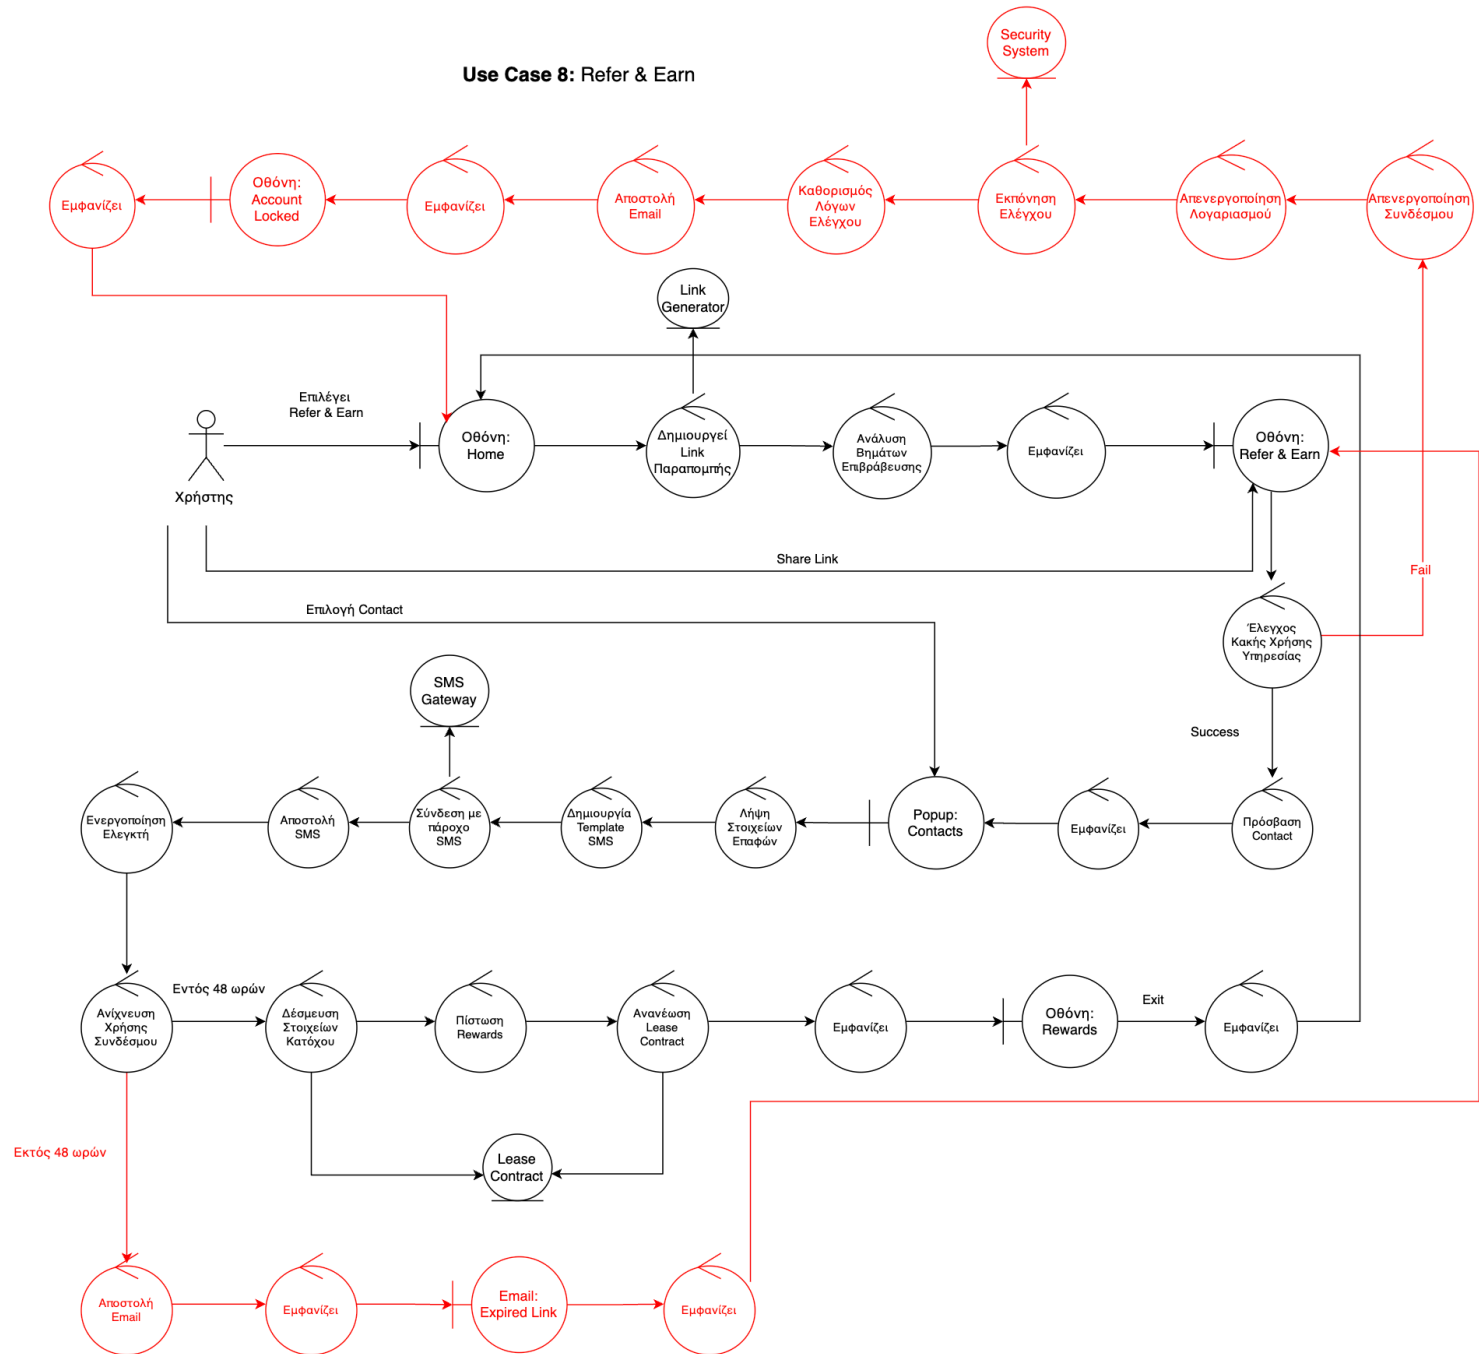 Security
System
Use Case 8: Refer & Earn
Εμφανίζει
Οθόνη:
Account
Locked
Εμφανίζει
Αποστολή
Email
Καθορισμός
Λόγων
Ελέγχου
Εκπόνηση
Ελέγχου
Απενεργοποίηση
Λογαριασμού
Απενεργοποίηση
Συνδέσμου
Link
Generator
Επιλέγει
Refer & Earn
Χρήστης
Οθόνη:
Home
Δημιουργεί
Link
Παραπομπής
Ανάλυση
Βημάτων
Επιβράβευσης
Εμφανίζει
Οθόνη:
Refer & Earn
Share Link
Fail
Επιλογή Contact
Έλεγχος
Κακής Χρήσης
Υπηρεσίας
SMS
Gateway
Success
Ενεργοποίηση
Ελεγκτή
Αποστολή
SMS
Σύνδεση με
πάροχο
SMS
Δημιουργία
Template
SMS
Λήψη
Στοιχείων
Επαφών
Popup:
Contacts
Εμφανίζει
Πρόσβαση
Contact
Ανίχνευση
Χρήσης
Συνδέσμου
Εντός 48 ωρών
Δέσμευση
Στοιχείων
Κατόχου
Πίστωση
Rewards
Ανανέωση
Lease
Contract
Εμφανίζει
Οθόνη:
Rewards
Exit
Εμφανίζει
Εκτός 48 ωρών
Lease
Contract
Αποστολή
Email
Εμφανίζει
Email:
Expired Link
Εμφανίζει